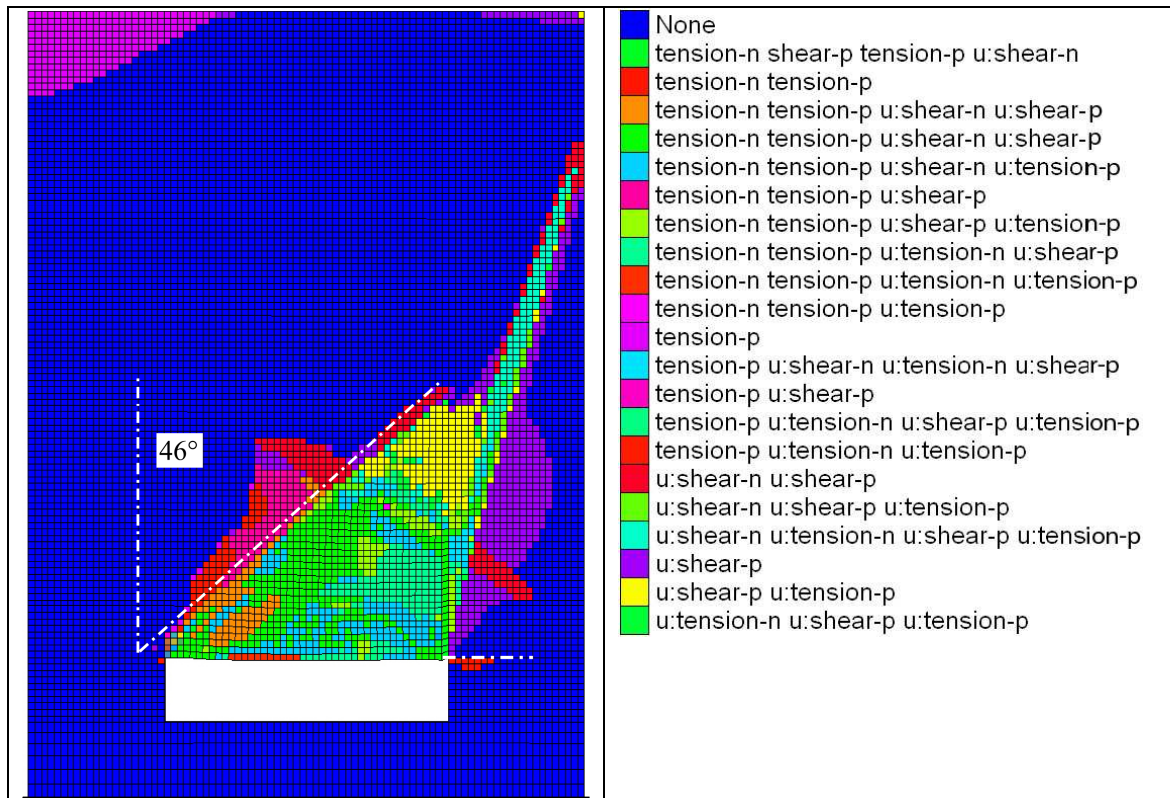 46°
None
tension-n shear-p tension-p u:shear-n
tension-n tension-p
tension-n tension-p u:shear-n u:shear-p
tension-n tension-p u:shear-n u:shear-p
tension-n tension-p u:shear-n u:tension-p
tension-n tension-p u:shear-p
tension-n tension-p u:shear-p u:tension-p
tension-n tension-p u:tension-n u:shear-p
tension-n tension-p u:tension-n u:tension-p
tension-n tension-p u:tension-p
tension-p
tension-p u:shear-n u:tension-n u:shear-p
tension-p u:shear-p
tension-p u:tension-n u:shear-p u:tension-p
tension-p u:tension-n u:tension-p
u:shear-n u:shear-p
u:shear-n u:shear-p u:tension-p
u:shear-n u:tension-n u:shear-p u:tension-p
u:shear-p
u:shear-p u:tension-p
u:tension-n u:shear-p u:tension-p